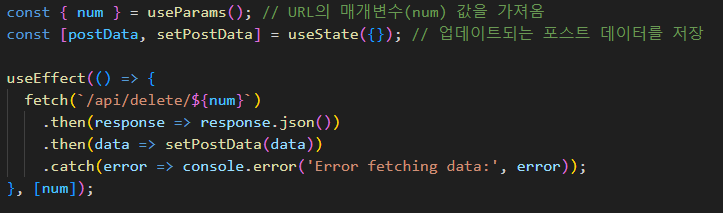 const { num } = useParams(); // URL의 매개변수(num) 값을 가져옴
const [postData, setPostData] = useState({}); // 업데이트되는 포스트 데이터를 저장

useEffect(() => {
  fetch(`/api/delete/${num}`)
    .then(response => response.json())
    .then(data => setPostData(data))
    .catch(error => console.error('Error fetching data:', error));
}, [num]);